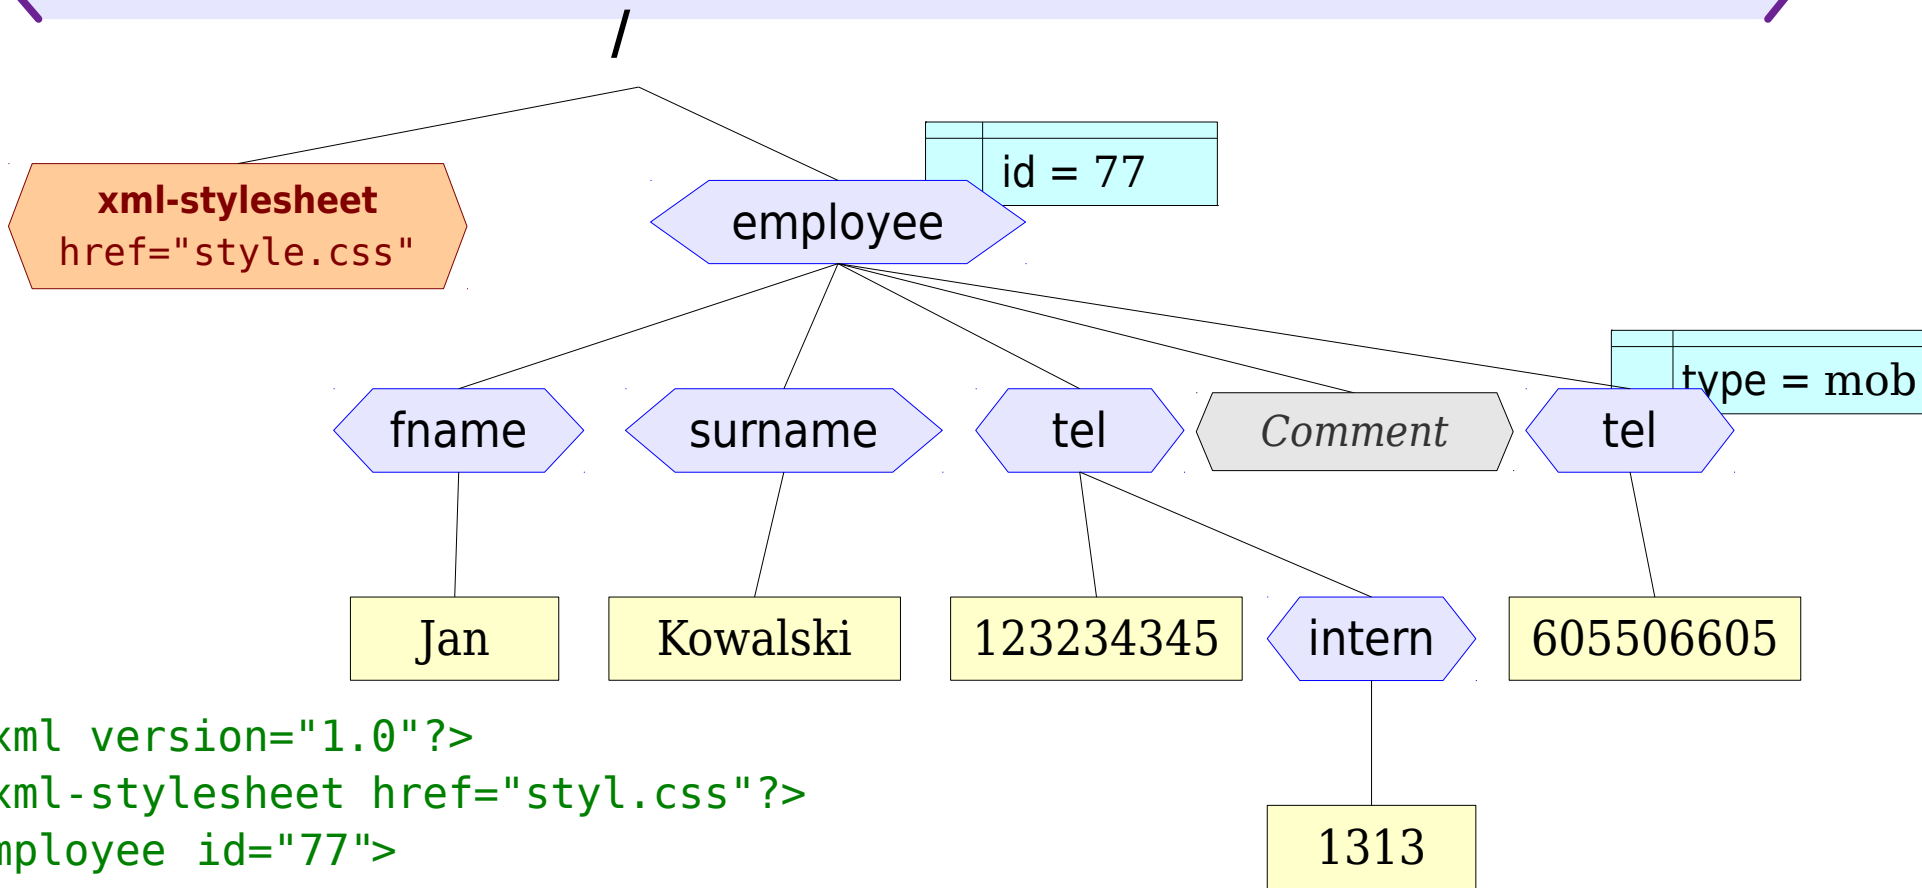 /
id = 77
xml-stylesheet
href="style.css"
employee
type = mob
fname
surname
tel
Comment
tel
Jan
Kowalski
123234345
intern
605506605
xml version="1.0"?>
xml-stylesheet href="styl.css"?>
mployee id="77">
1313